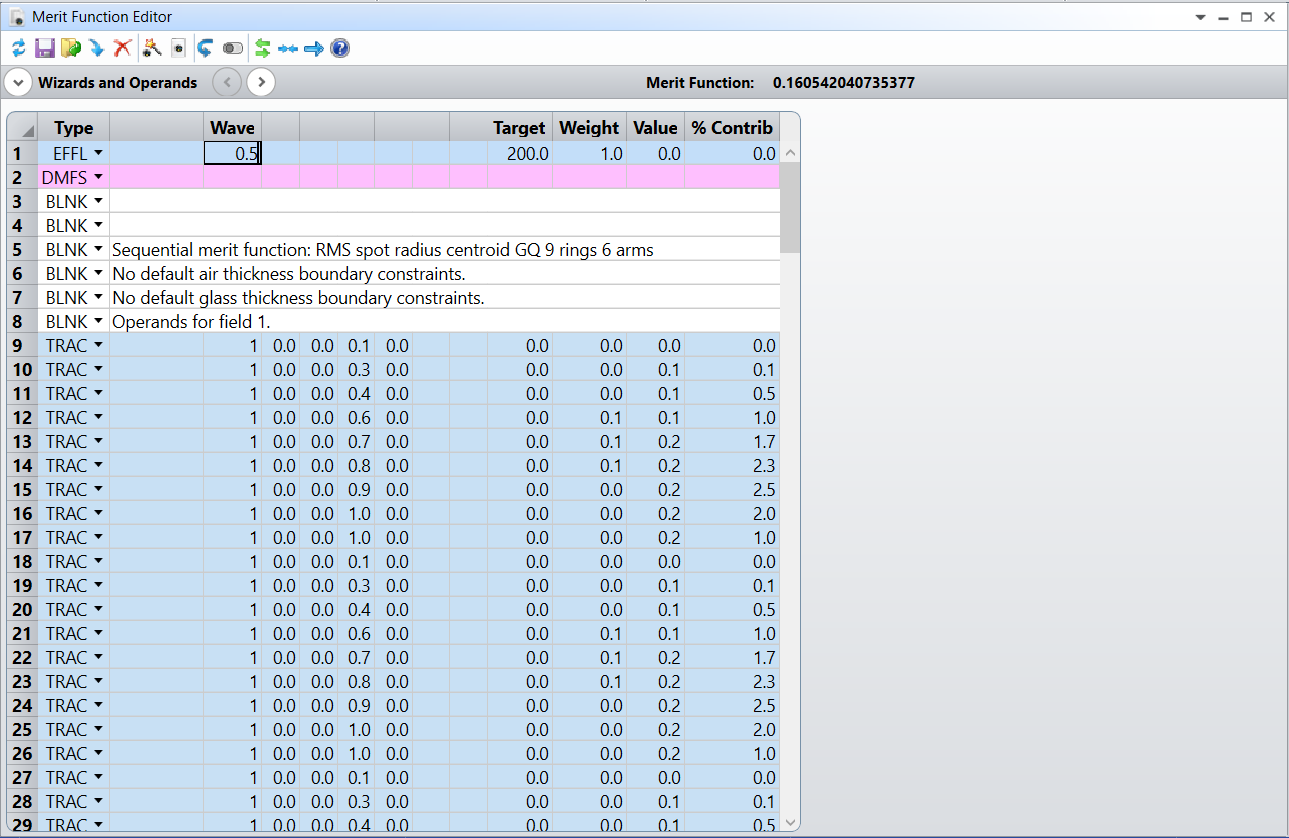 Merit Function Editor
Wizards and Operands Merit Function: 0.160542040735377
Type Wave Target Weight Value % Contrib
1 EFFL 0.5 200.0 1.0 0.0 0.0
2 DMFS
3 BLNK
4 BLNK
5 BLNK Sequential merit function: RMS spot radius centroid GQ 9 rings 6 arms
6 BLNK No default air thickness boundary constraints.
7 BLNK No default glass thickness boundary constraints.
8 BLNK Operands for field 1.
9 TRAC 1 0.0 0.0 0.1 0.0 0.0 0.0 0.0 0.0
10 TRAC 1 0.0 0.0 0.3 0.0 0.0 0.0 0.1 0.1
11 TRAC 1 0.0 0.0 0.4 0.0 0.0 0.0 0.1 0.5
12 TRAC 1 0.0 0.0 0.6 0.0 0.0 0.1 0.1 1.0
13 TRAC 1 0.0 0.0 0.7 0.0 0.0 0.1 0.2 1.7
14 TRAC 1 0.0 0.0 0.8 0.0 0.0 0.1 0.2 2.3
15 TRAC 1 0.0 0.0 0.9 0.0 0.0 0.0 0.2 2.5
16 TRAC 1 0.0 0.0 1.0 0.0 0.0 0.0 0.2 2.0
17 TRAC 1 0.0 0.0 1.0 0.0 0.0 0.0 0.2 1.0
18 TRAC 1 0.0 0.0 0.1 0.0 0.0 0.0 0.0 0.0
19 TRAC 1 0.0 0.0 0.3 0.0 0.0 0.0 0.1 0.1
20 TRAC 1 0.0 0.0 0.4 0.0 0.0 0.0 0.1 0.5
21 TRAC 1 0.0 0.0 0.6 0.0 0.0 0.1 0.1 1.0
22 TRAC 1 0.0 0.0 0.7 0.0 0.0 0.1 0.2 1.7
23 TRAC 1 0.0 0.0 0.8 0.0 0.0 0.1 0.2 2.3
24 TRAC 1 0.0 0.0 0.9 0.0 0.0 0.0 0.2 2.5
25 TRAC 1 0.0 0.0 1.0 0.0 0.0 0.0 0.2 2.0
26 TRAC 1 0.0 0.0 1.0 0.0 0.0 0.0 0.2 1.0
27 TRAC 1 0.0 0.0 0.1 0.0 0.0 0.0 0.0 0.0
28 TRAC 1 0.0 0.0 0.3 0.0 0.0 0.0 0.1 0.1
29 TRAC 1 0.0 0.0 0.4 0.0 0.0 0.0 0.1 0.5